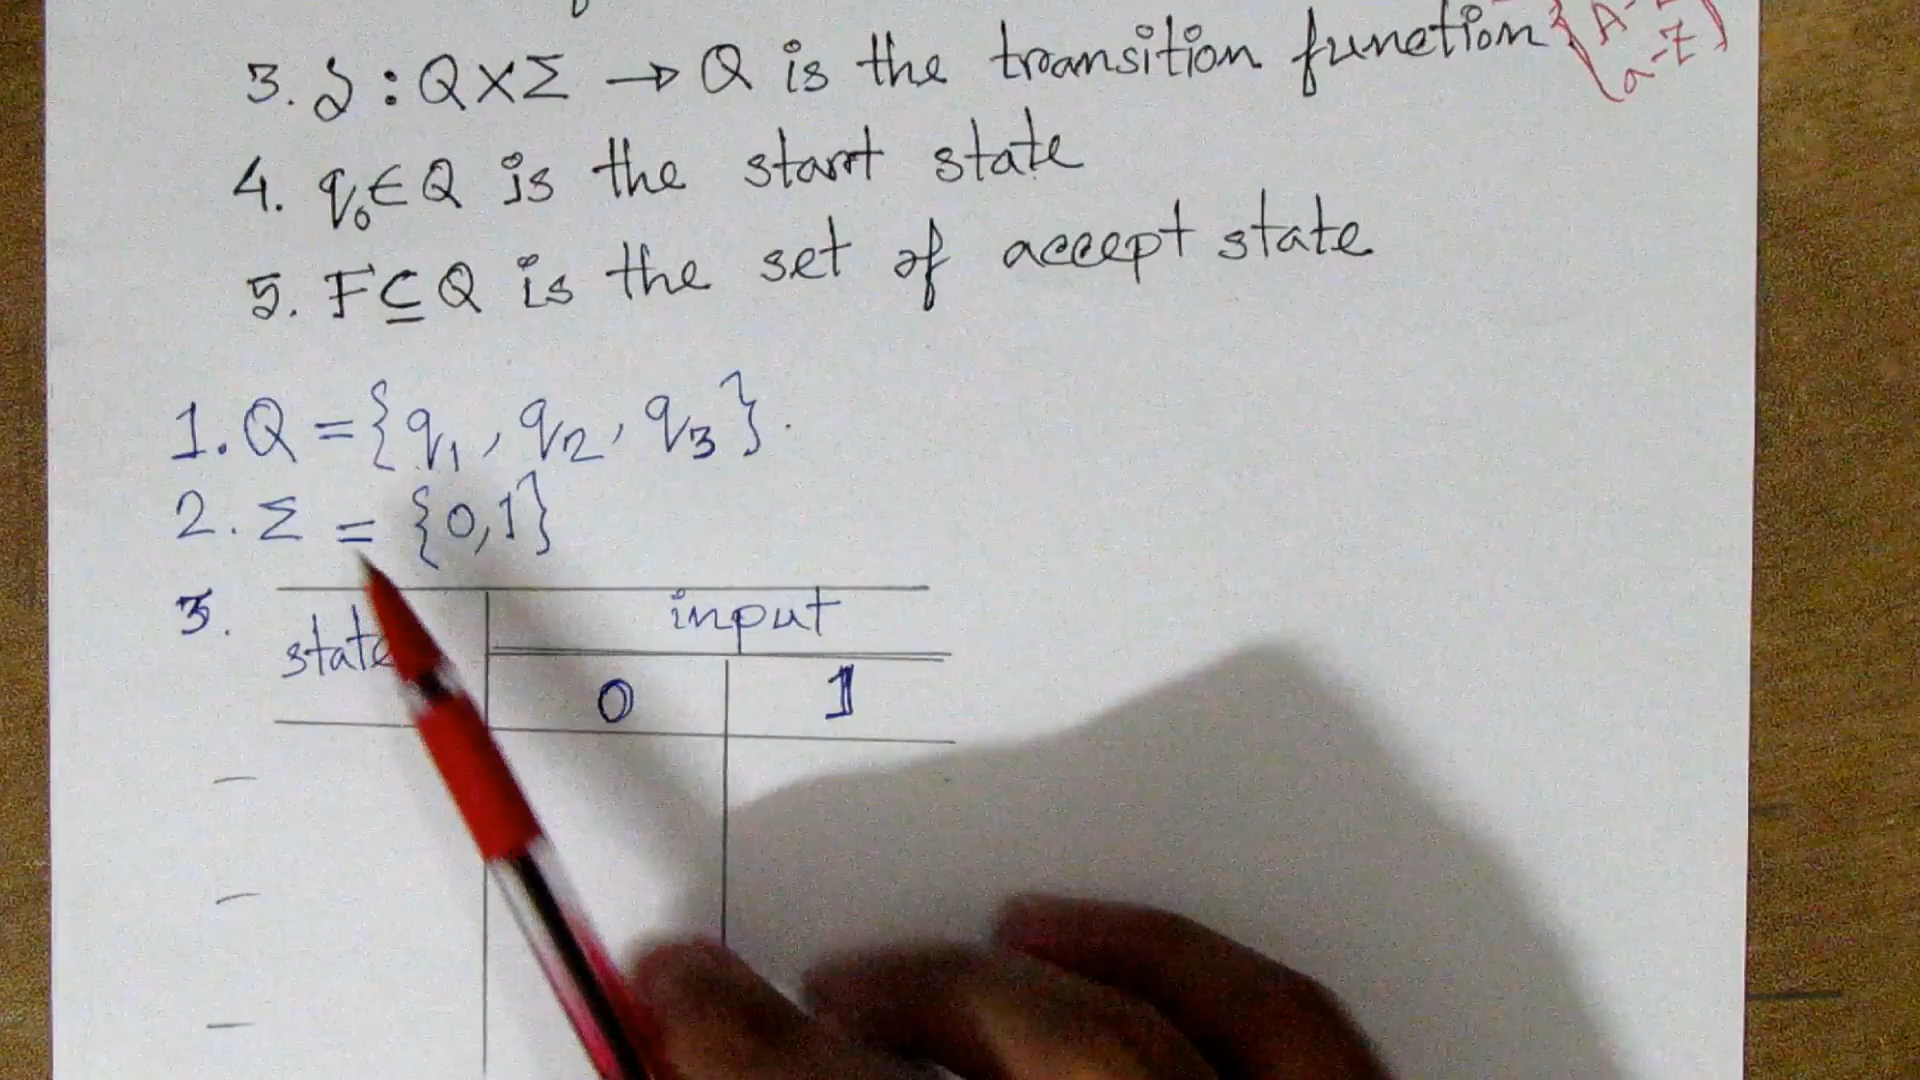 3. δ : Q X Σ → Q is the transition function
A-
a-z
4. q₀ ∈ Q is the start state
5. F ⊆ Q is the set of accept state
1. Q = {q₁, q₂, q₃}.
2. Σ = {0,1}
3.
state input
0 1